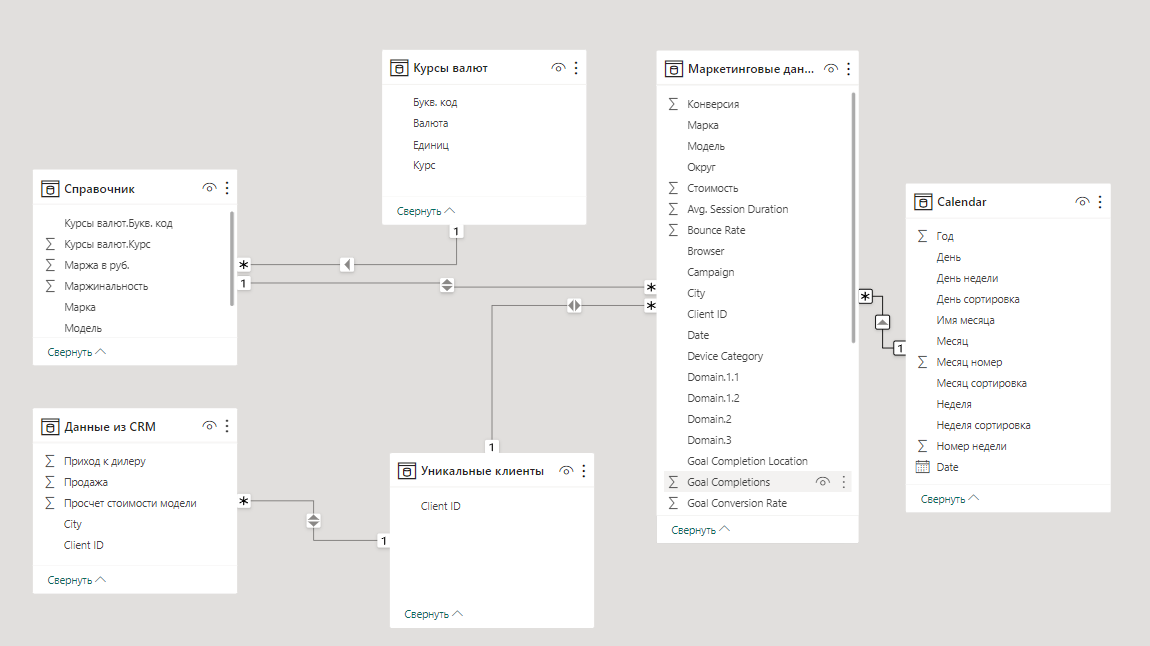 Курсы валют
Букв. код
Валюта
Единиц
Курс
Свернуть
Маркетинговые дан...
Конверсия
Марка
Модель
Округ
Стоимость
Avg. Session Duration
Bounce Rate
Browser
Campaign
City
Client ID
Date
Device Category
Domain.1.1
Domain.1.2
Domain.2
Domain.3
Goal Completion Location
Goal Completions
Goal Conversion Rate
Свернуть
Справочник
Курсы валют.Букв. код
Курсы валют.Курс
Маржа в руб.
Маржинальность
Марка
Модель
Свернуть
Calendar
Год
День
День недели
День сортировка
Имя месяца
Месяц
Месяц номер
Месяц сортировка
Неделя
Неделя сортировка
Номер недели
Date
Свернуть
Данные из CRM
Приход к дилеру
Продажа
Просчет стоимости модели
City
Client ID
Свернуть
Уникальные клиенты
Client ID
Свернуть
1
*
1
*
*
1
*
1
*
1